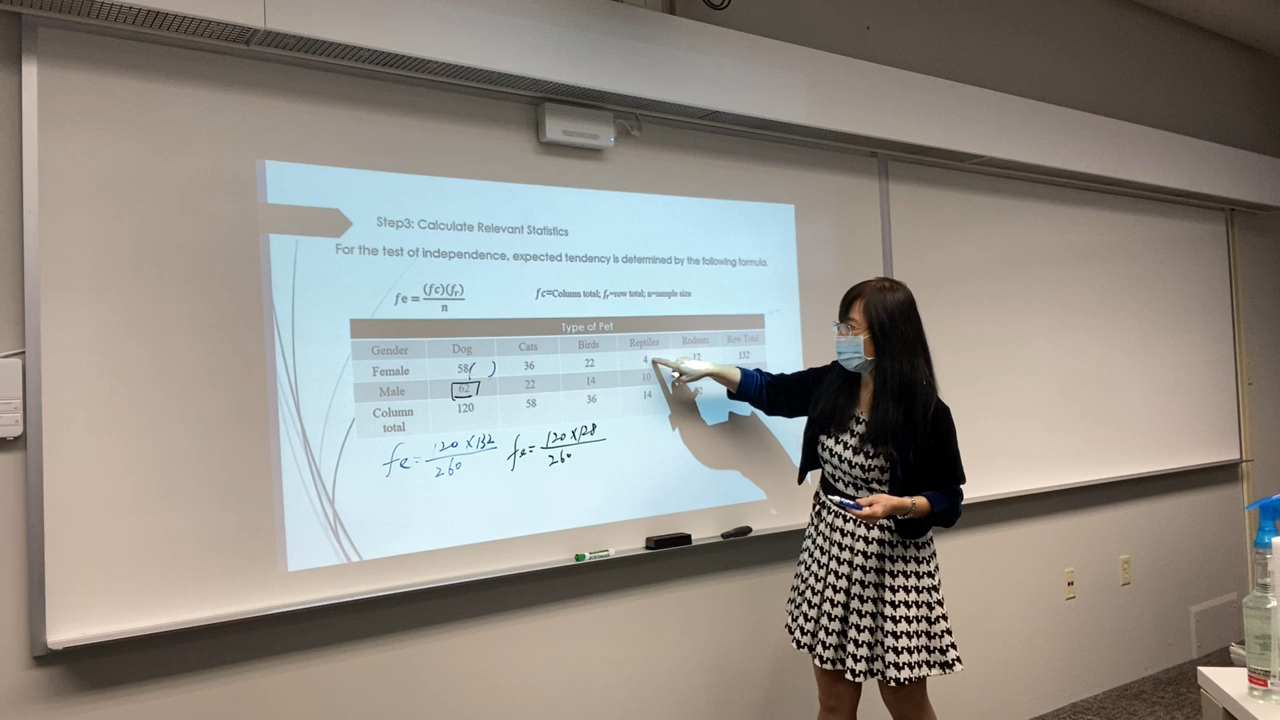 Step3: Calculate Relevant Statistics
For the test of independence, expected tendency is determined by the following formula.
fe = (fc)(fr) / n
fc=Column total; fr=row total; n=sample size
Type of Pet
Gender Dog Cats Birds Reptiles Rodents Row Total
Female 58( ) 36 22 4 12 132
Male 62 22 14 10
Column total 120 58 36 14
fe = 120 X 132 / 260
fe = 120 X 128 / 260